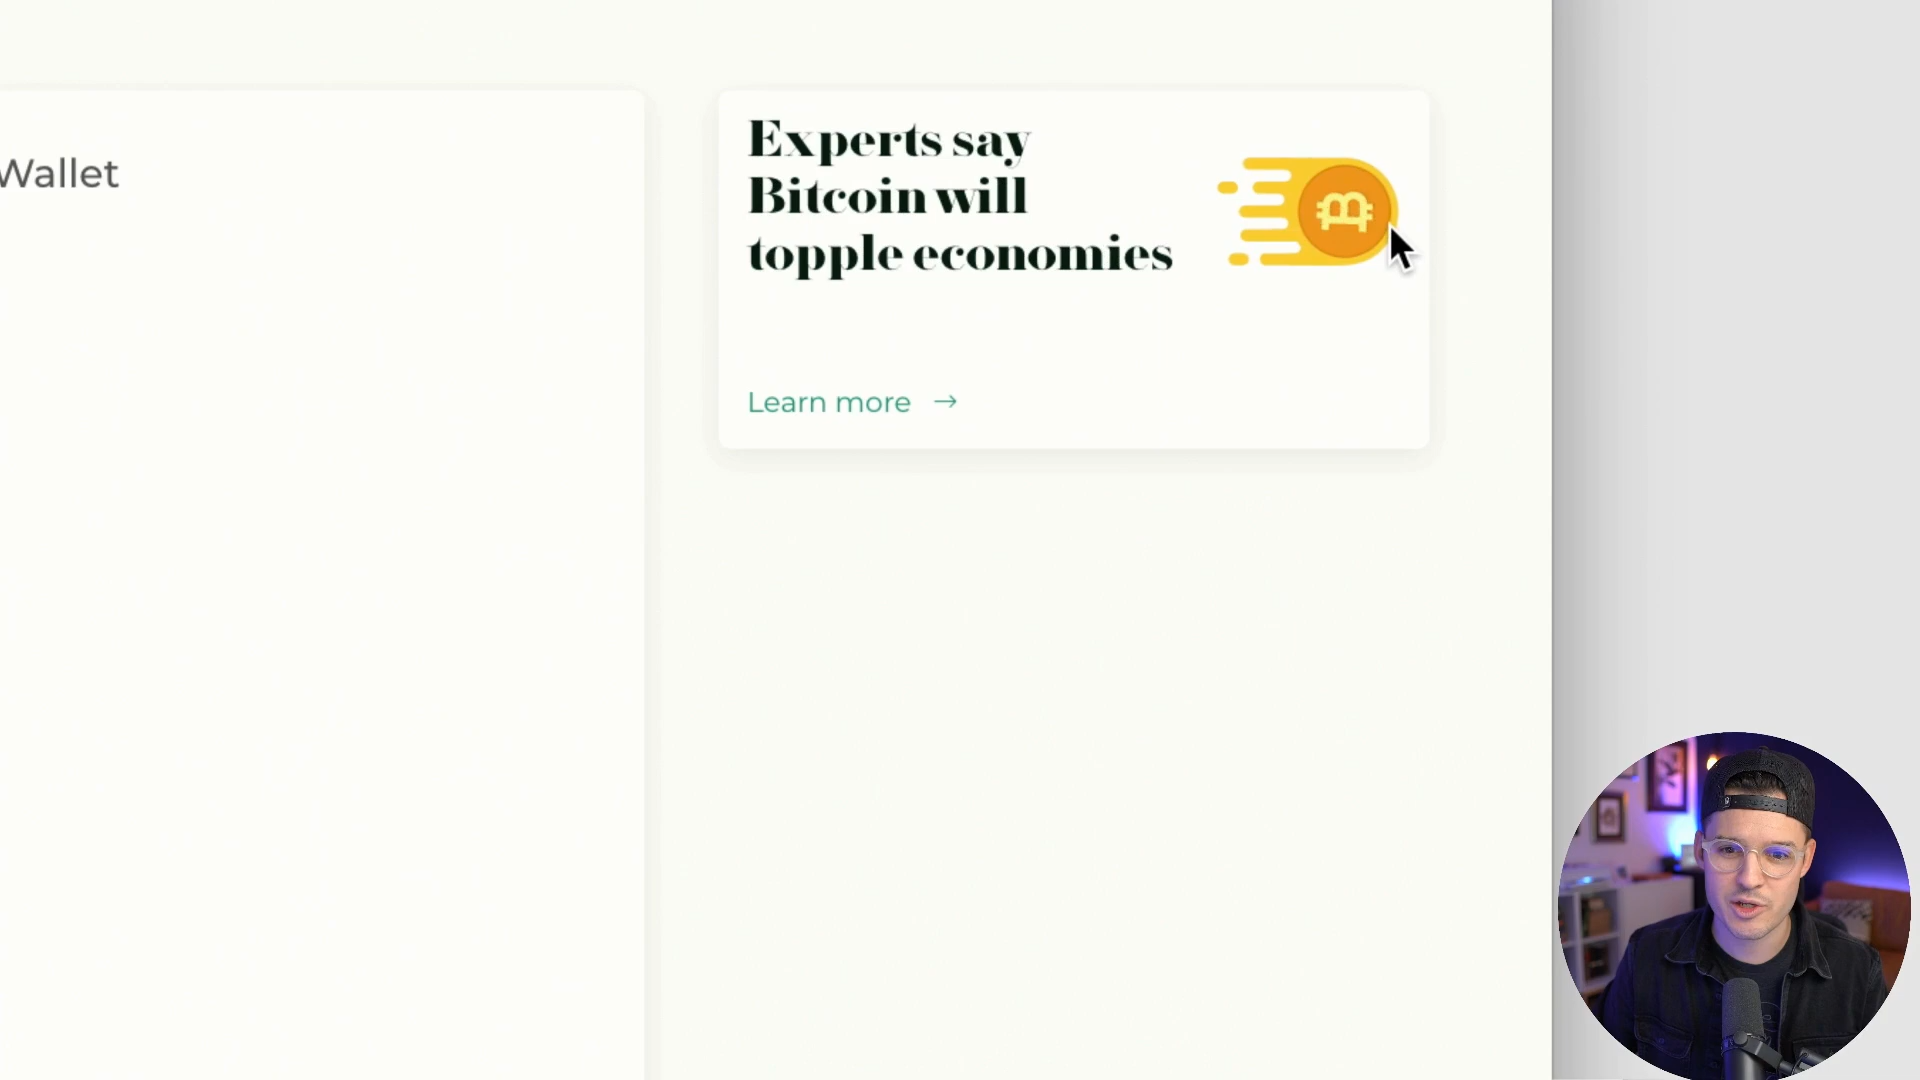 Wallet
Experts say
Bitcoin will
topple economies
Learn more →